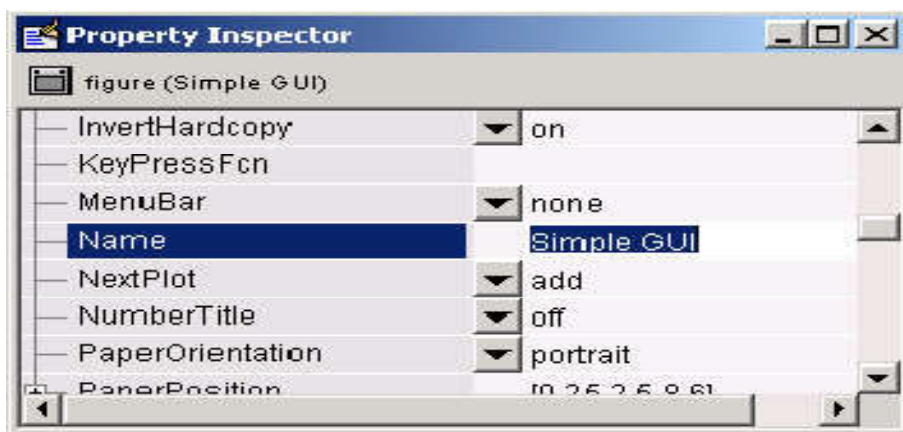 Property Inspector
figure (Simple GUI)
InvertHardcopy on
KeyPressFcn
MenuBar none
Name Simple GUI
NextPlot add
NumberTitle off
PaperOrientation portrait
PaperPosition